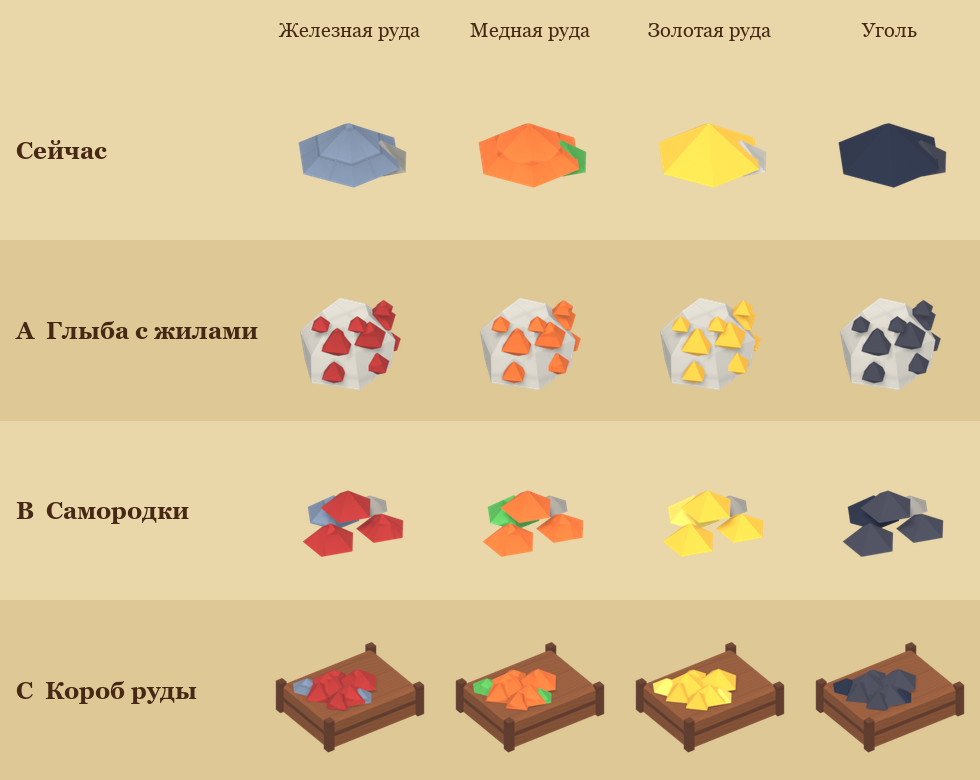 Железная руда Медная руда Золотая руда Уголь
Сейчас
A Глыба с жилами
B Самородки
C Короб руды